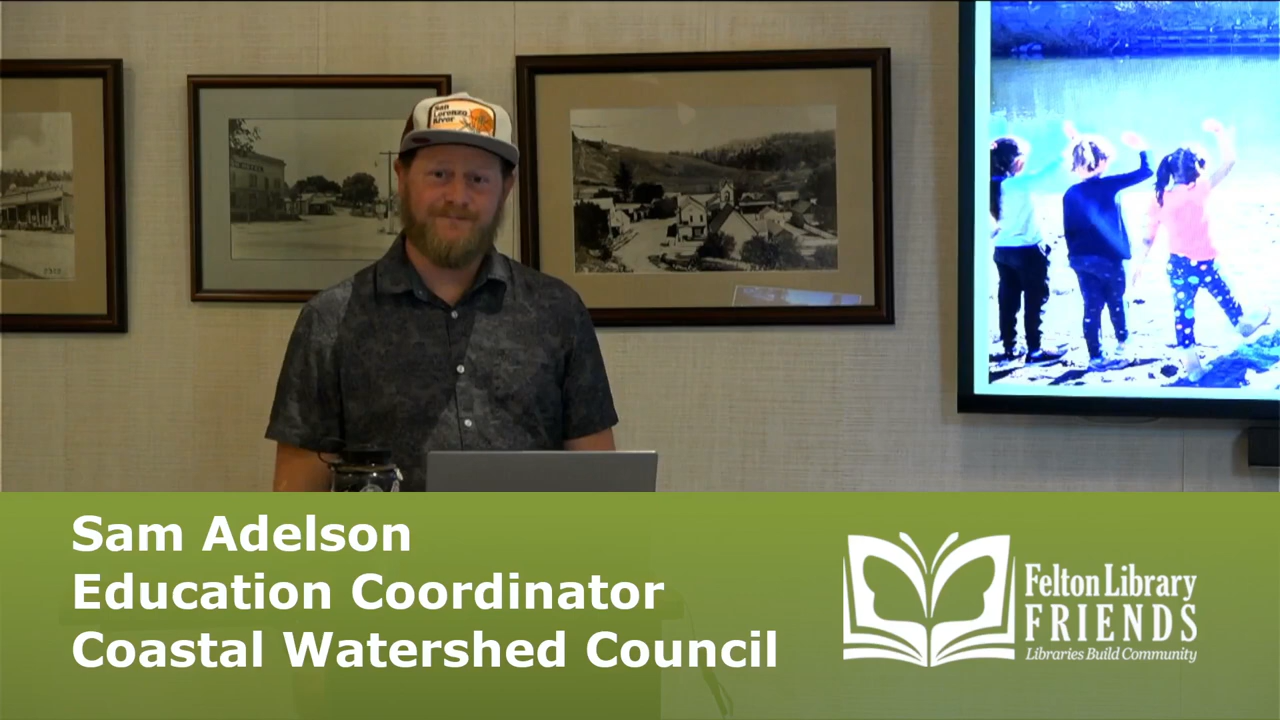 San
Lorenzo
River
Sam Adelson
Education Coordinator
Coastal Watershed Council
Felton Library
FRIENDS
Libraries Build Community